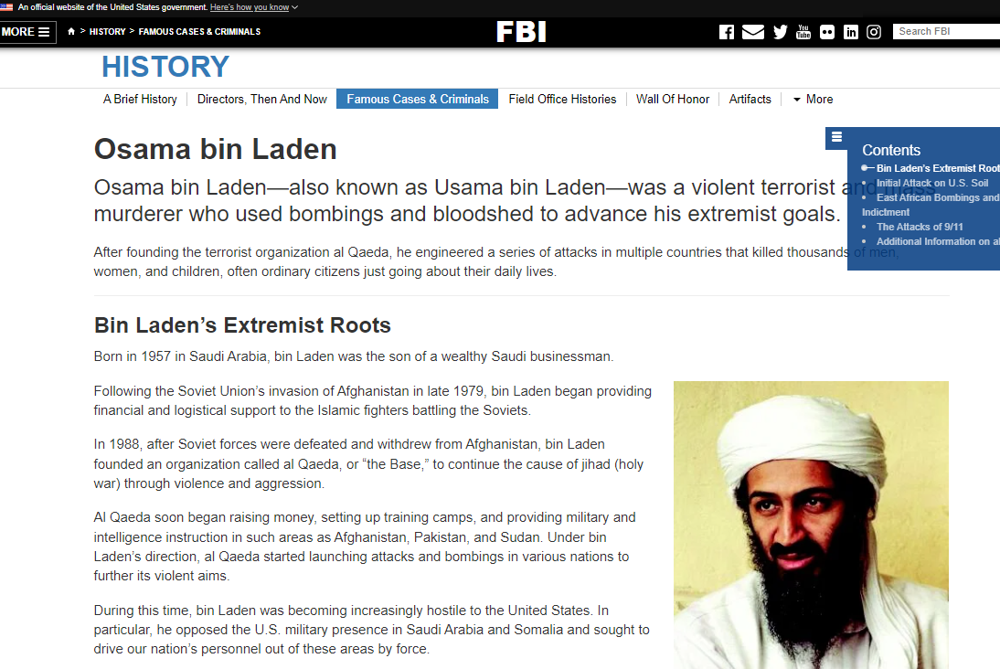 An official website of the United States government. Here's how you know
MORE
> HISTORY > FAMOUS CASES & CRIMINALS
FBI
You
Tube
in
Search FBI
HISTORY
A Brief History
Directors, Then And Now
Famous Cases & Criminals
Field Office Histories
Wall Of Honor
Artifacts
More
Osama bin Laden
Osama bin Laden—also known as Usama bin Laden—was a violent terrorist and mass
murderer who used bombings and bloodshed to advance his extremist goals.
After founding the terrorist organization al Qaeda, he engineered a series of attacks in multiple countries that killed thousands of men,
women, and children, often ordinary citizens just going about their daily lives.
Contents
Bin Laden's Extremist Root
Initial Attack on U.S. Soil
East African Bombings and
Indictment
The Attacks of 9/11
Additional Information on al
Bin Laden’s Extremist Roots
Born in 1957 in Saudi Arabia, bin Laden was the son of a wealthy Saudi businessman.
Following the Soviet Union’s invasion of Afghanistan in late 1979, bin Laden began providing
financial and logistical support to the Islamic fighters battling the Soviets.
In 1988, after Soviet forces were defeated and withdrew from Afghanistan, bin Laden
founded an organization called al Qaeda, or “the Base,” to continue the cause of jihad (holy
war) through violence and aggression.
Al Qaeda soon began raising money, setting up training camps, and providing military and
intelligence instruction in such areas as Afghanistan, Pakistan, and Sudan. Under bin
Laden’s direction, al Qaeda started launching attacks and bombings in various nations to
further its violent aims.
During this time, bin Laden was becoming increasingly hostile to the United States. In
particular, he opposed the U.S. military presence in Saudi Arabia and Somalia and sought to
drive our nation’s personnel out of these areas by force.